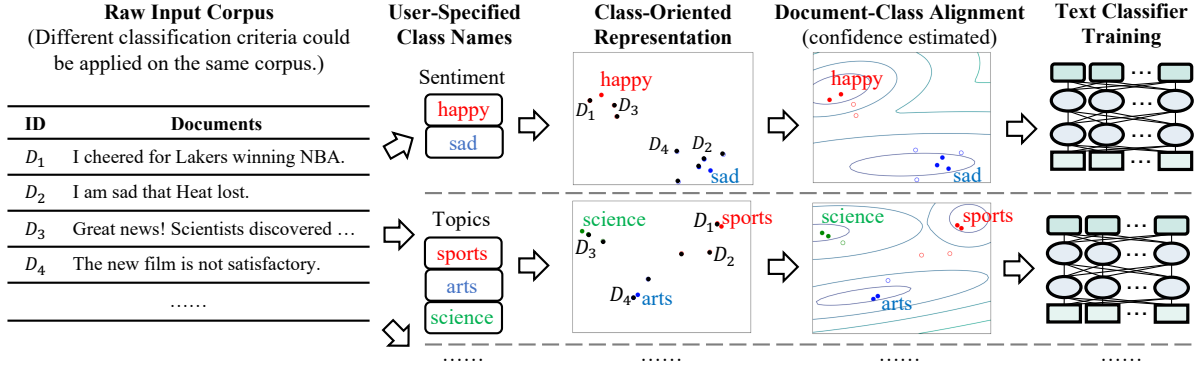 Raw Input Corpus
(Different classification criteria could
be applied on the same corpus.)
ID Documents
D1 I cheered for Lakers winning NBA.
D2 I am sad that Heat lost.
D3 Great news! Scientists discovered …
D4 The new film is not satisfactory.
……
User-Specified
Class Names
Sentiment
happy
sad
Topics
sports
arts
science
……
Class-Oriented
Representation
happy
D1 D3
D4 D2
sad
science
D1 sports
D3
D2
D4 arts
……
Document-Class Alignment
(confidence estimated)
happy
sad
science
sports
arts
……
Text Classifier
Training
...
...
...
...
...
...
...
...
……